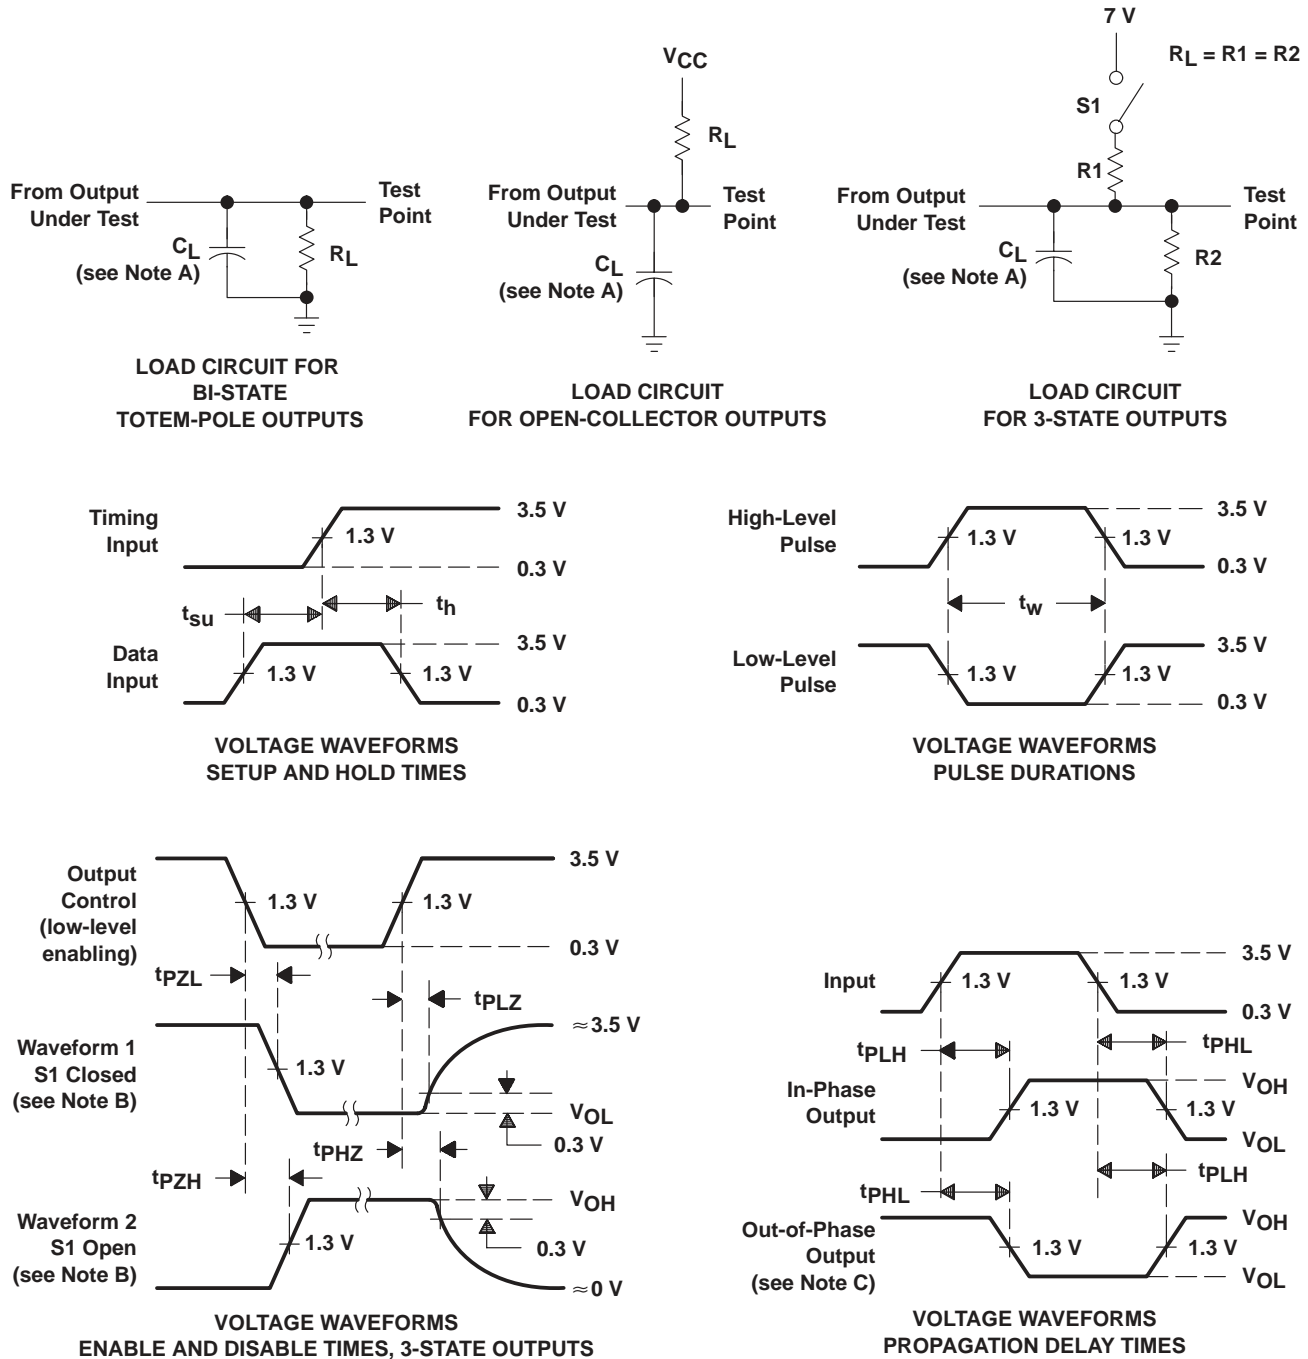 From Output
Under Test
CL
(see Note A)
RL
Test
Point
LOAD CIRCUIT FOR
BI-STATE
TOTEM-POLE OUTPUTS
VCC
RL
From Output
Under Test
Test
Point
CL
(see Note A)
LOAD CIRCUIT
FOR OPEN-COLLECTOR OUTPUTS
7 V
RL = R1 = R2
S1
R1
From Output
Under Test
Test
Point
CL
(see Note A)
R2
LOAD CIRCUIT
FOR 3-STATE OUTPUTS
Timing
Input
1.3 V
3.5 V
0.3 V
tsu
th
Data
Input
1.3 V
1.3 V
3.5 V
0.3 V
VOLTAGE WAVEFORMS
SETUP AND HOLD TIMES
High-Level
Pulse
1.3 V
1.3 V
3.5 V
0.3 V
tw
Low-Level
Pulse
1.3 V
1.3 V
3.5 V
0.3 V
VOLTAGE WAVEFORMS
PULSE DURATIONS
Output
Control
(low-level
enabling)
1.3 V
1.3 V
3.5 V
0.3 V
tPZL
tPLZ
Waveform 1
S1 Closed
(see Note B)
1.3 V
≈3.5 V
VOL
0.3 V
tPHZ
tPZH
Waveform 2
S1 Open
(see Note B)
1.3 V
VOH
0.3 V
≈0 V
VOLTAGE WAVEFORMS
ENABLE AND DISABLE TIMES, 3-STATE OUTPUTS
Input
1.3 V
1.3 V
3.5 V
0.3 V
tPLH
tPHL
In-Phase
Output
1.3 V
1.3 V
VOH
VOL
tPHL
tPLH
Out-of-Phase
Output
(see Note C)
1.3 V
1.3 V
VOH
VOL
VOLTAGE WAVEFORMS
PROPAGATION DELAY TIMES